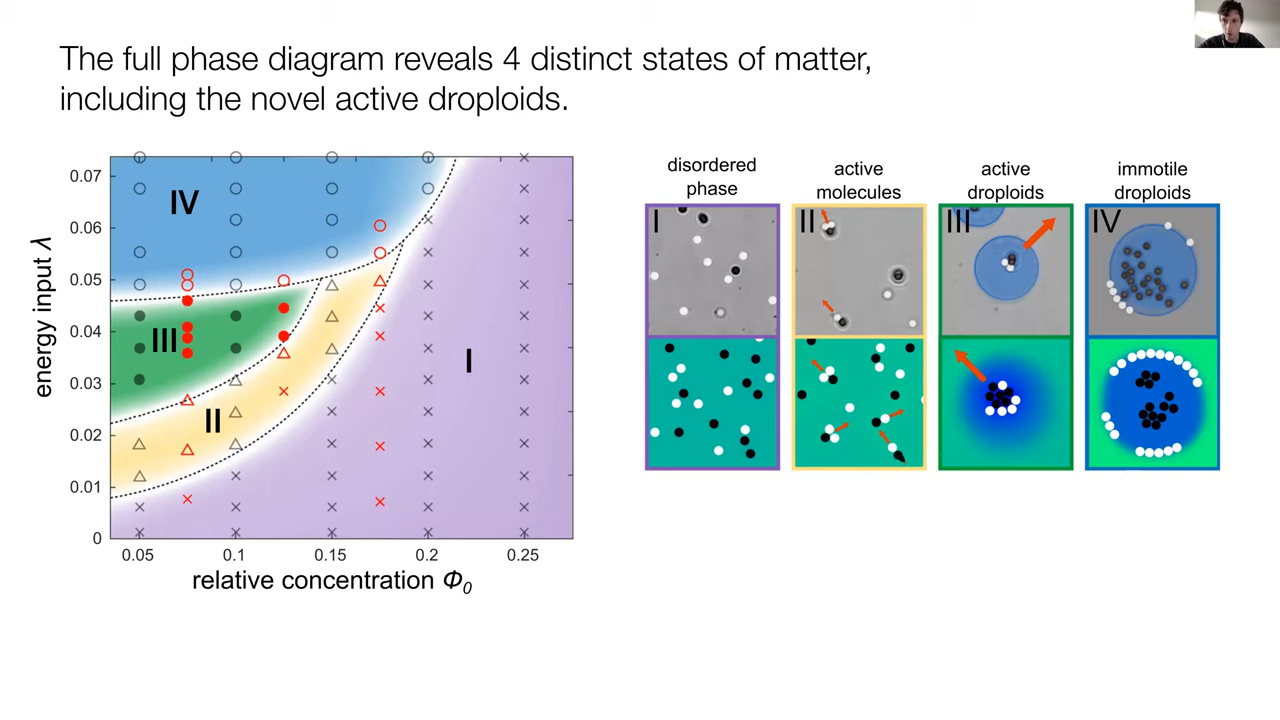 The full phase diagram reveals 4 distinct states of matter,
including the novel active droploids.
energy input λ
0.07
0.06
0.05
0.04
0.03
0.02
0.01
0
IV
III
II
I
0.05
0.1
0.15
0.2
0.25
relative concentration Φ0
disordered
phase
active
molecules
active
droploids
immotile
droploids
I
II
III
IV